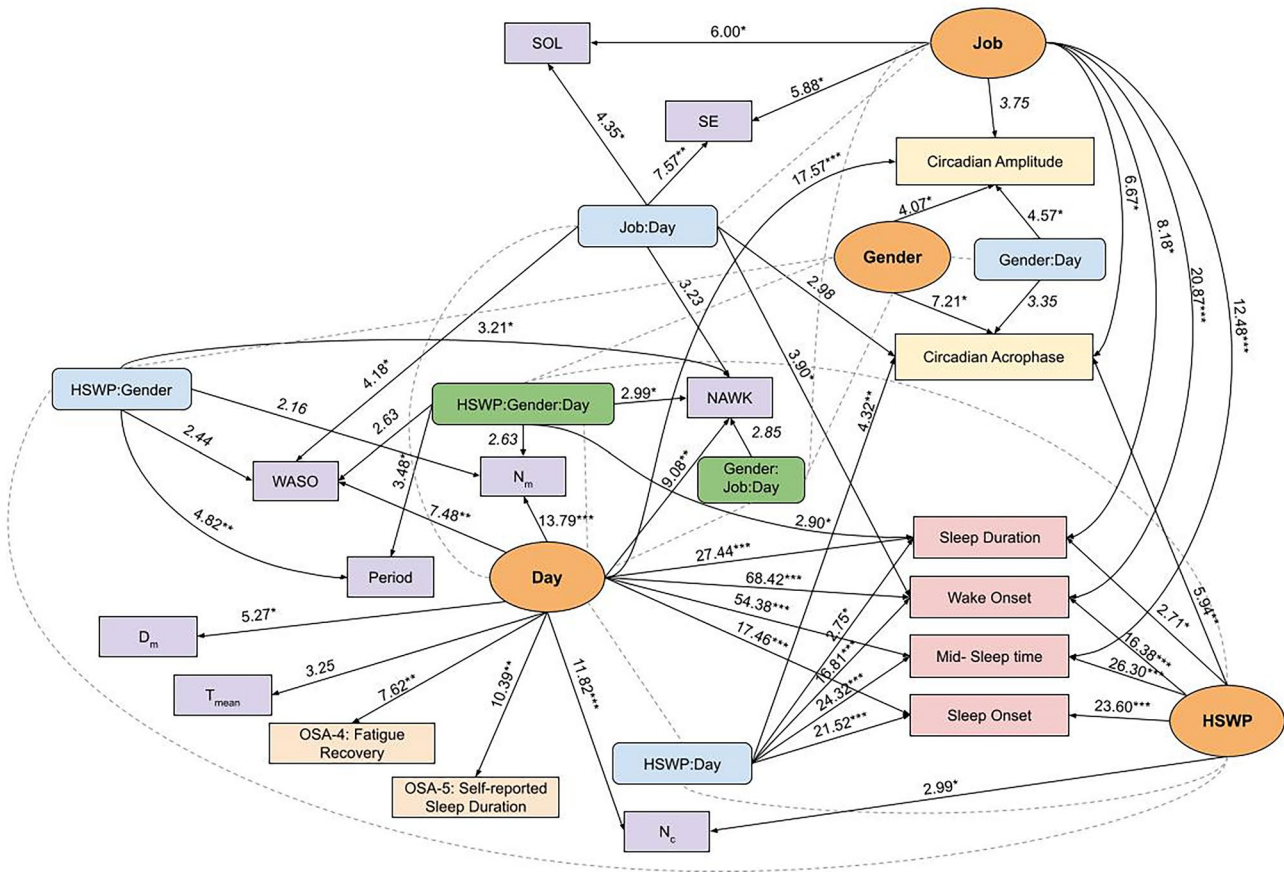 Job
SOL
6.00*
5.88*
3.75
SE
4.35*
7.57**
17.57***
Circadian Amplitude
6.67*
8.18*
20.87***
12.48***
4.07*
4.57*
Job:Day
Gender
Gender:Day
3.23
2.98
7.21*
3.35
3.21*
Circadian Acrophase
4.18*
3.90*
HSWP:Gender
2.16
HSWP:Gender:Day
2.99*
NAWK
4.32**
2.44
2.63
2.63
2.85
WASO
3.48*
Nm
9.08**
Gender:
Job:Day
4.82**
7.48**
13.79***
2.90*
Sleep Duration
27.44***
Period
Day
68.42***
Wake Onset
54.38***
2.75*
2.71*
5.94**
5.27*
17.46***
16.81***
16.38***
Dm
Mid- Sleep time
26.30***
3.25
24.32***
Tmean
7.62**
10.39**
11.82***
21.52***
Sleep Onset
23.60***
HSWP
OSA-4: Fatigue
Recovery
HSWP:Day
OSA-5: Self-reported
Sleep Duration
2.99*
Nc